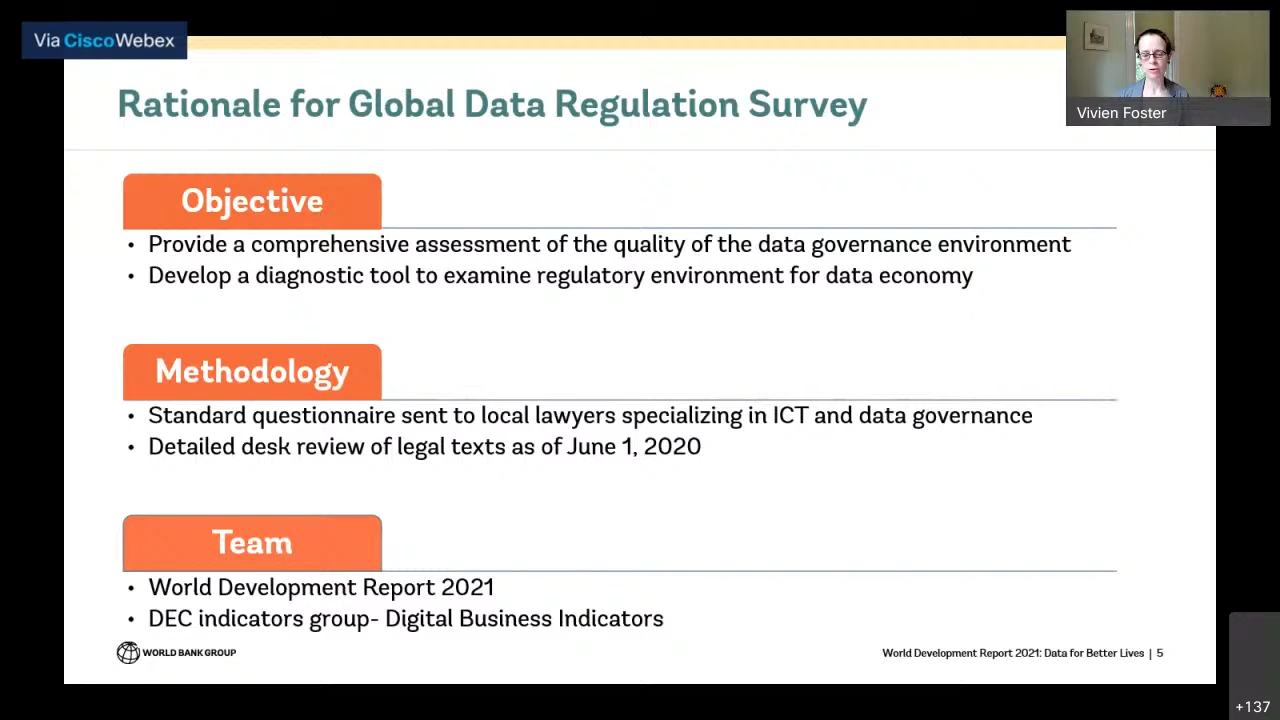 Via CiscoWebex
Vivien Foster
Rationale for Global Data Regulation Survey
Objective
• Provide a comprehensive assessment of the quality of the data governance environment
• Develop a diagnostic tool to examine regulatory environment for data economy
Methodology
• Standard questionnaire sent to local lawyers specializing in ICT and data governance
• Detailed desk review of legal texts as of June 1, 2020
Team
• World Development Report 2021
• DEC indicators group- Digital Business Indicators
WORLD BANK GROUP
World Development Report 2021: Data for Better Lives | 5
+137